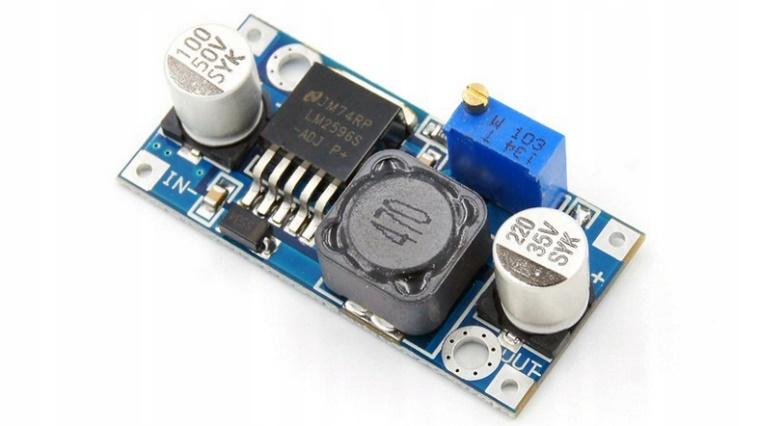 100
50V
SYK
JM74RP
LM2596S
-ADJ P+
W 103
IN-
470
220
35V
SYK
+
OUT-